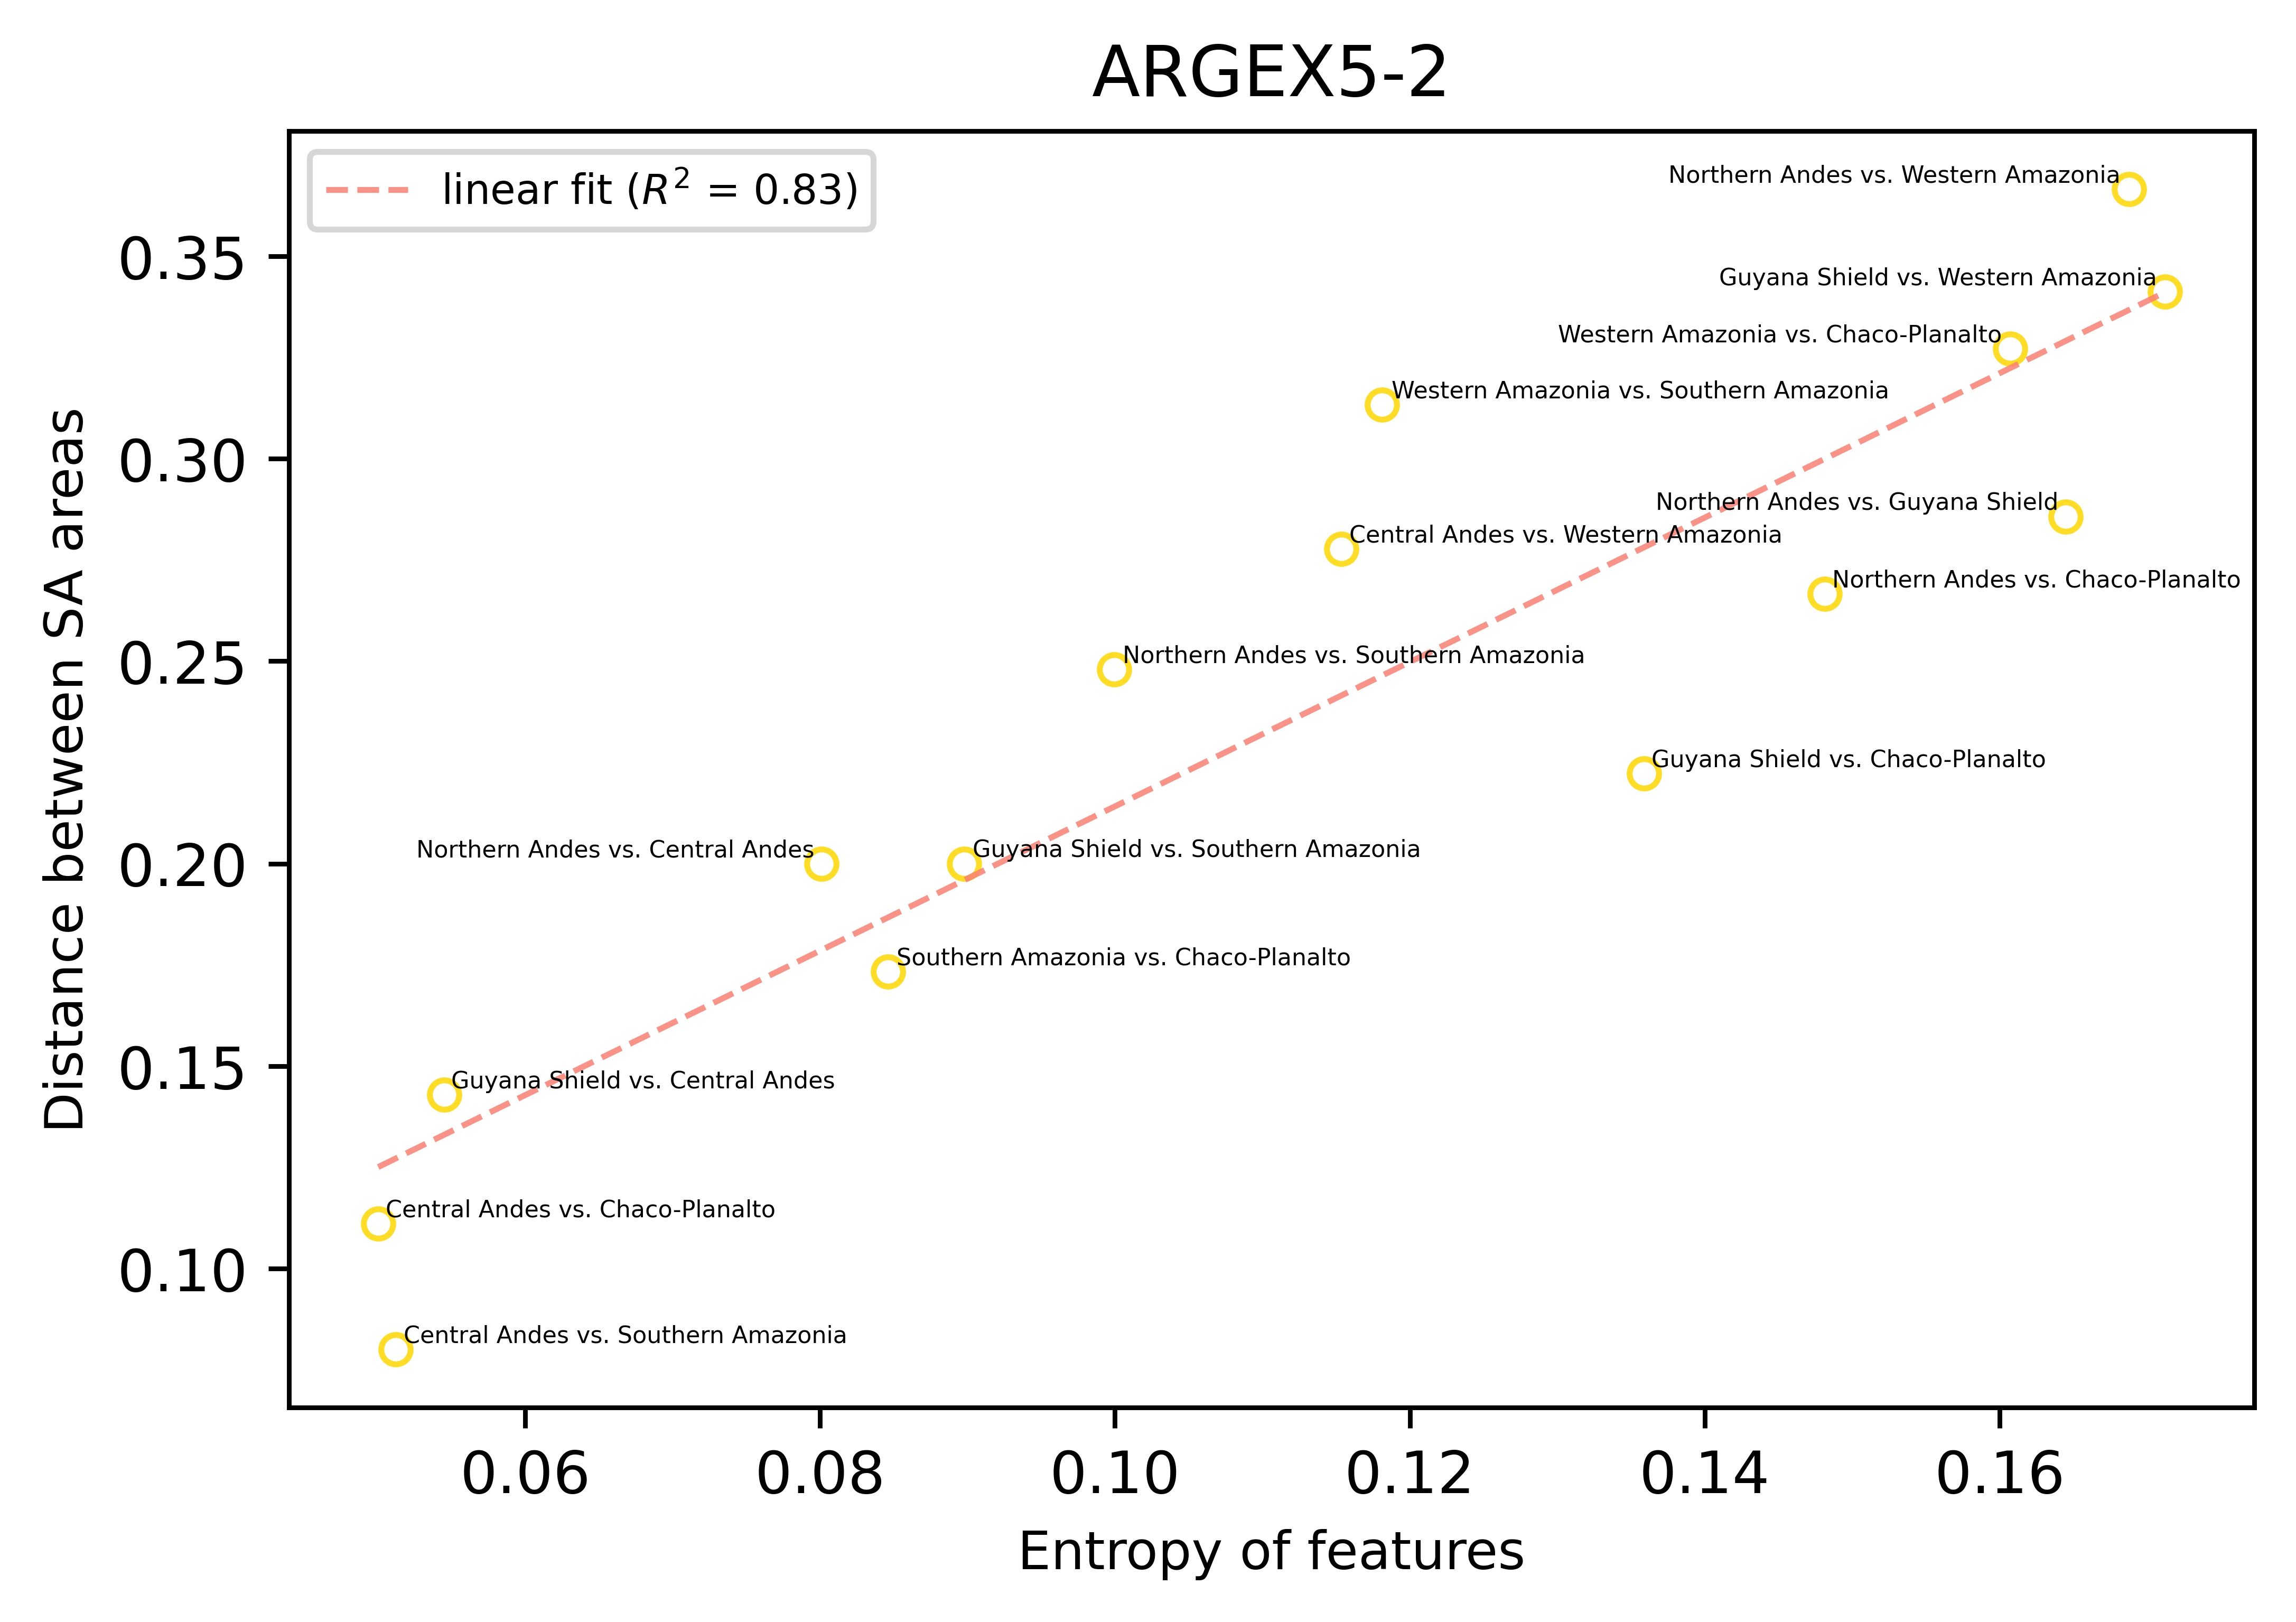 ARGEX5-2
linear fit (R² = 0.83)
Northern Andes vs. Western Amazonia
Guyana Shield vs. Western Amazonia
Western Amazonia vs. Chaco-Planalto
Western Amazonia vs. Southern Amazonia
Northern Andes vs. Guyana Shield
Central Andes vs. Western Amazonia
Northern Andes vs. Chaco-Planalto
Northern Andes vs. Southern Amazonia
Guyana Shield vs. Chaco-Planalto
Northern Andes vs. Central Andes
Guyana Shield vs. Southern Amazonia
Southern Amazonia vs. Chaco-Planalto
Guyana Shield vs. Central Andes
Central Andes vs. Chaco-Planalto
Central Andes vs. Southern Amazonia
Distance between SA areas
0.35
0.30
0.25
0.20
0.15
0.10
0.06 0.08 0.10 0.12 0.14 0.16
Entropy of features